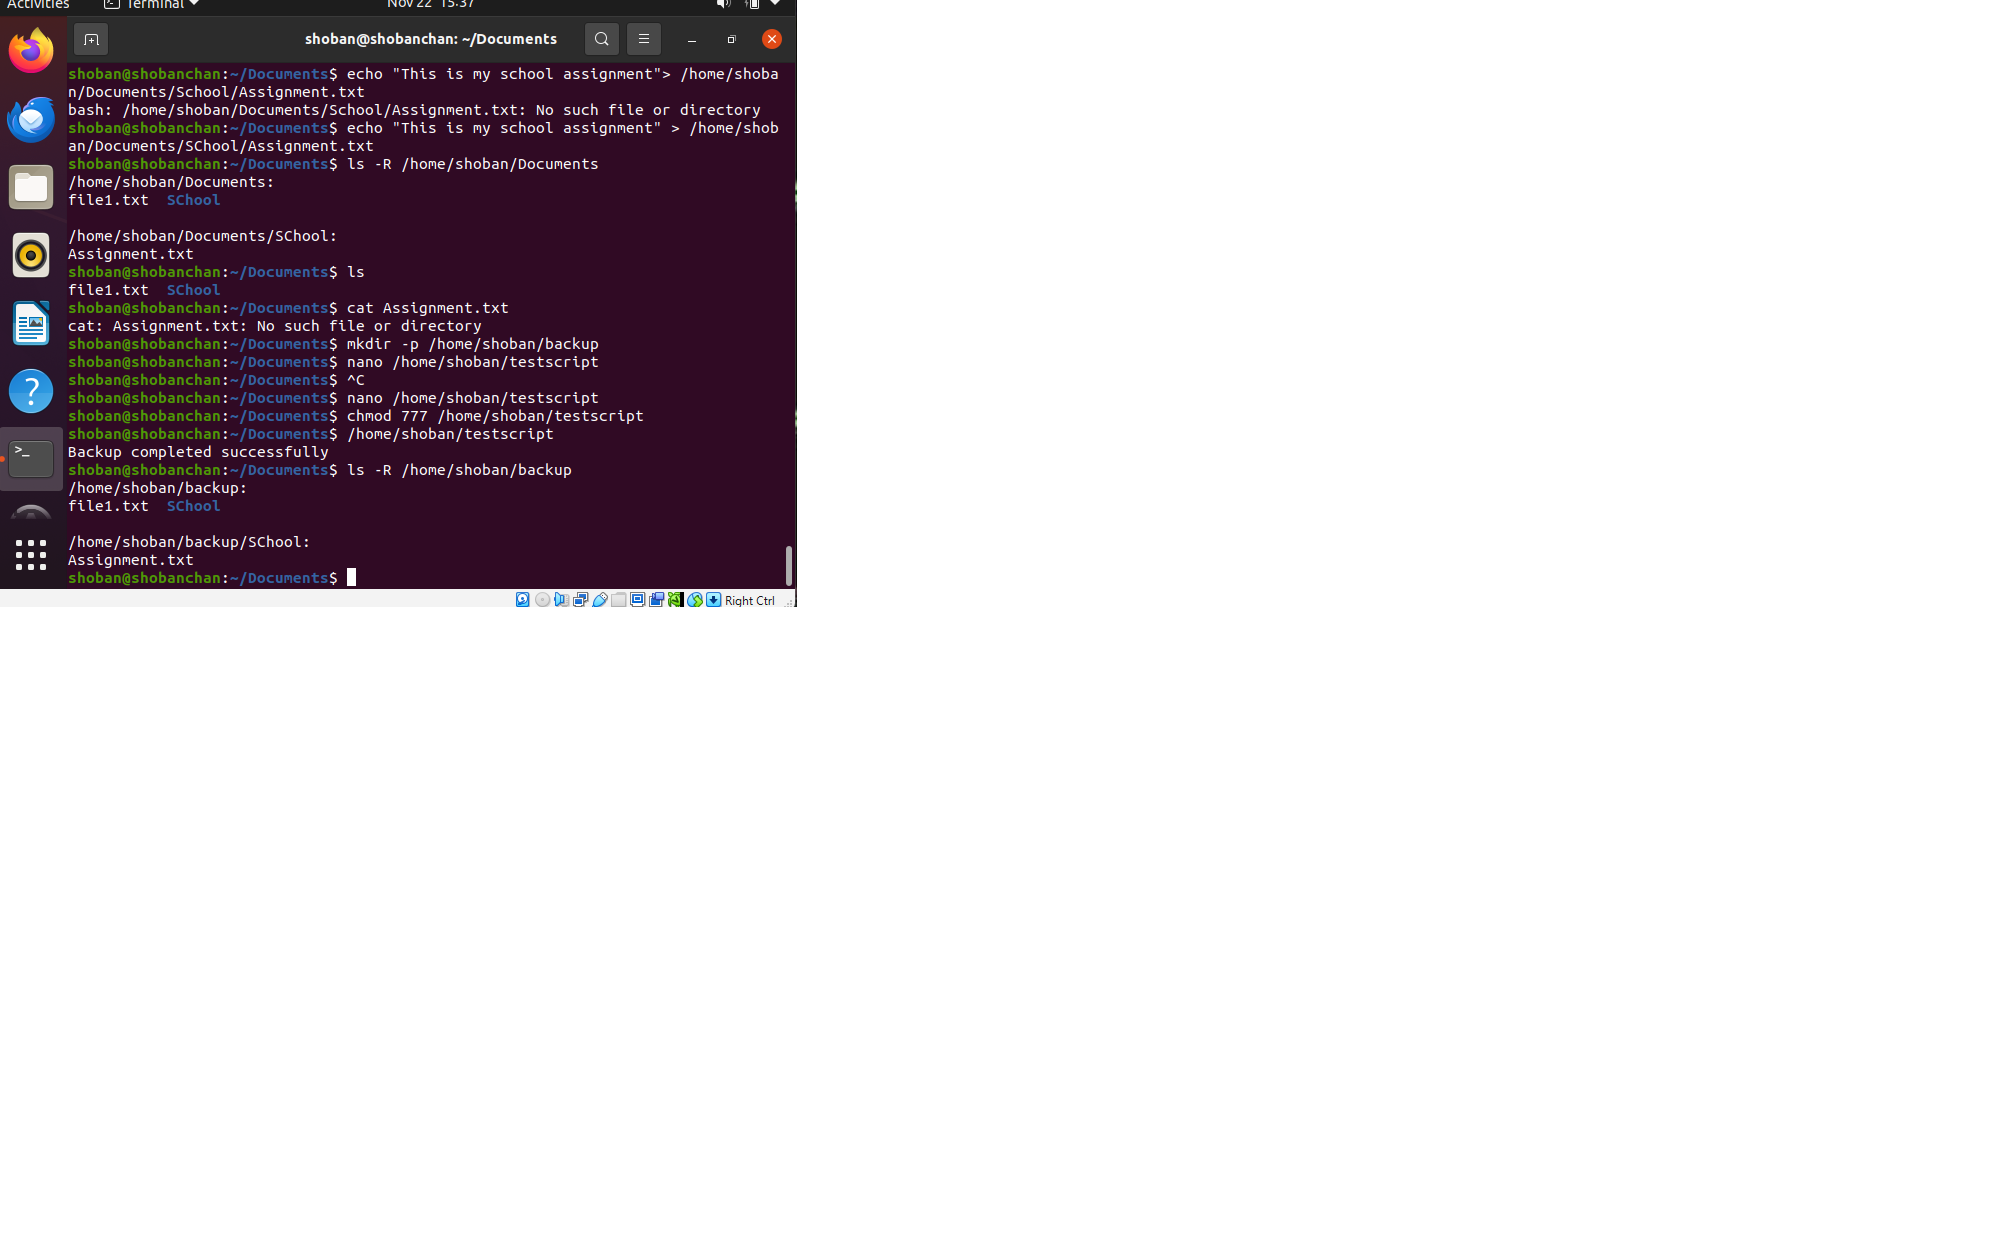 Activities
Terminal
Nov 22 15:37
shoban@shobanchan: ~/Documents
shoban@shobanchan:~/Documents$ echo "This is my school assignment"> /home/shoba
n/Documents/School/Assignment.txt
bash: /home/shoban/Documents/School/Assignment.txt: No such file or directory
shoban@shobanchan:~/Documents$ echo "This is my school assignment" > /home/shob
an/Documents/SChool/Assignment.txt
shoban@shobanchan:~/Documents$ ls -R /home/shoban/Documents
/home/shoban/Documents:
file1.txt  SChool
/home/shoban/Documents/SChool:
Assignment.txt
shoban@shobanchan:~/Documents$ ls
file1.txt  SChool
shoban@shobanchan:~/Documents$ cat Assignment.txt
cat: Assignment.txt: No such file or directory
shoban@shobanchan:~/Documents$ mkdir -p /home/shoban/backup
shoban@shobanchan:~/Documents$ nano /home/shoban/testscript
shoban@shobanchan:~/Documents$ ^C
shoban@shobanchan:~/Documents$ nano /home/shoban/testscript
shoban@shobanchan:~/Documents$ chmod 777 /home/shoban/testscript
shoban@shobanchan:~/Documents$ /home/shoban/testscript
Backup completed successfully
shoban@shobanchan:~/Documents$ ls -R /home/shoban/backup
/home/shoban/backup:
file1.txt  SChool
/home/shoban/backup/SChool:
Assignment.txt
shoban@shobanchan:~/Documents$
Right Ctrl